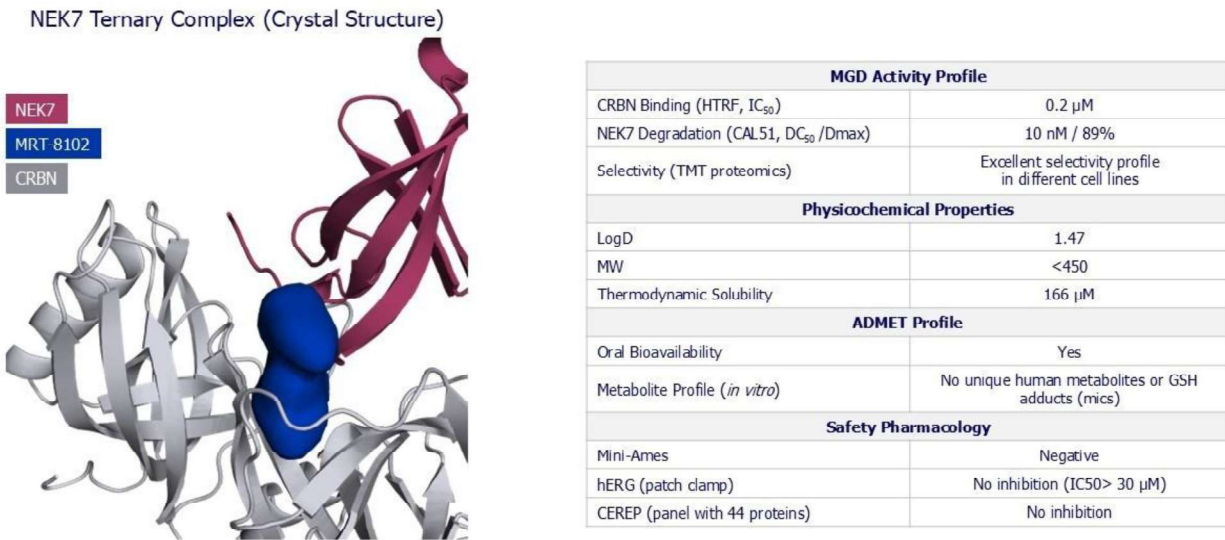 NEK7 Ternary Complex (Crystal Structure)
NEK7
MRT-8102
CRBN
MGD Activity Profile
CRBN Binding (HTRF, IC50) 0.2 µM
NEK7 Degradation (CAL51, DC50 /Dmax) 10 nM / 89%
Selectivity (TMT proteomics) Excellent selectivity profile
in different cell lines
Physicochemical Properties
LogD 1.47
MW <450
Thermodynamic Solubility 166 µM
ADMET Profile
Oral Bioavailability Yes
Metabolite Profile (in vitro) No unique human metabolites or GSH
adducts (mics)
Safety Pharmacology
Mini-Ames Negative
hERG (patch clamp) No inhibition (IC50> 30 µM)
CEREP (panel with 44 proteins) No inhibition